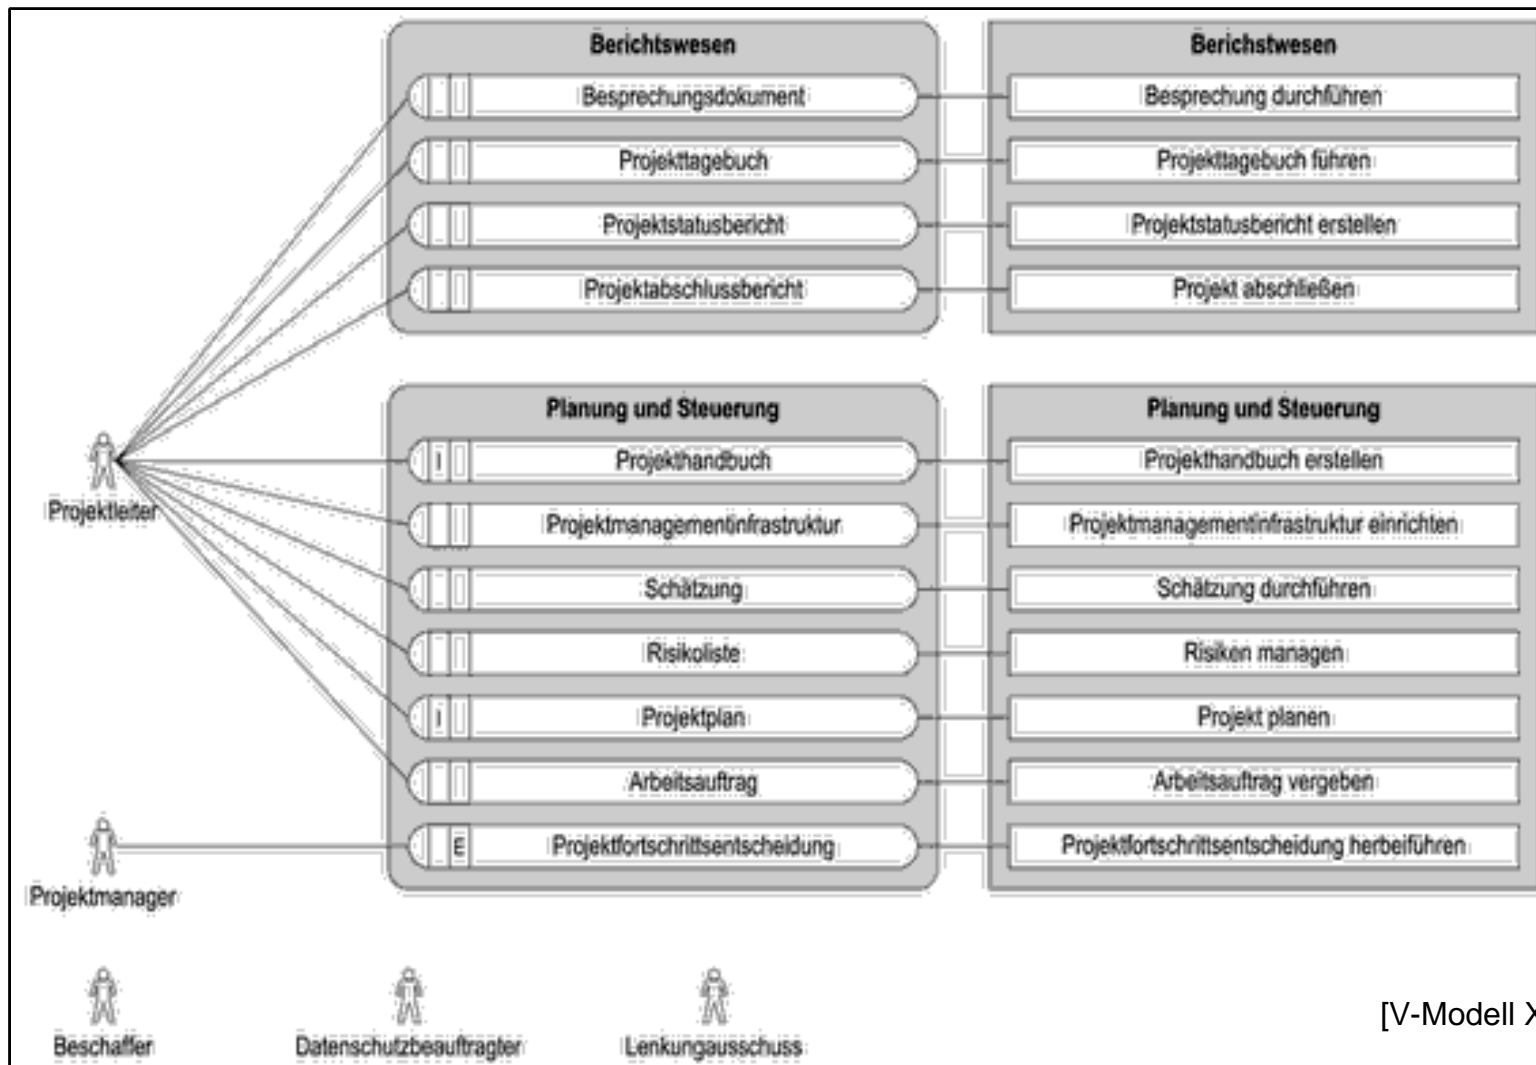 Berichtswesen
Berichstwesen
Besprechungsdokument
Besprechung durchführen
Projekttagebuch
Projekttagebuch führen
Projektstatusbericht
Projektstatusbericht erstellen
Projektabschlussbericht
Projekt abschließen
Planung und Steuerung
Planung und Steuerung
I
Projekthandbuch
Projekthandbuch erstellen
Projektleiter
Projektmanagementinfrastruktur
Projektmanagementinfrastruktur einrichten
Schätzung
Schätzung durchführen
Risikoliste
Risiken managen
I
Projektplan
Projekt planen
Arbeitsauftrag
Arbeitsauftrag vergeben
E
Projektfortschrittsentscheidung
Projektfortschrittsentscheidung herbeiführen
Projektmanager
Beschaffer
Datenschutzbeauftragter
Lenkungausschuss
[V-Modell X